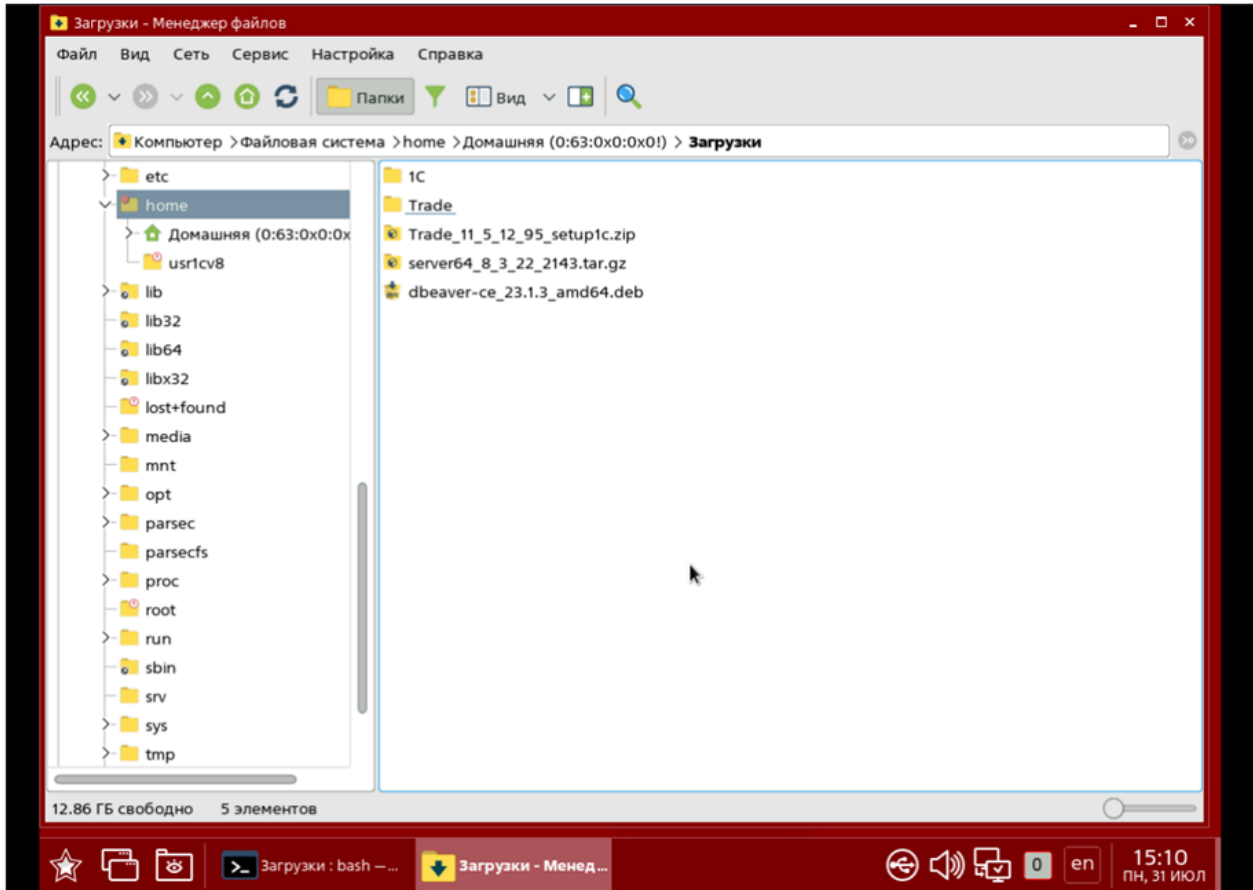 Загрузки - Менеджер файлов
Файл Вид Сеть Сервис Настройка Справка
Папки Вид
Адрес: Компьютер >Файловая система >home >Домашняя (0:63:0x0:0x0!) > Загрузки
etc
home
Домашняя (0:63:0x0:0x
usr1cv8
lib
lib32
lib64
libx32
lost+found
media
mnt
opt
parsec
parsecfs
proc
root
run
sbin
srv
sys
tmp
1C
Trade
Trade_11_5_12_95_setup1c.zip
server64_8_3_22_2143.tar.gz
dbeaver-ce_23.1.3_amd64.deb
12.86 ГБ свободно 5 элементов
Загрузки : bash —...
Загрузки - Менед...
0
en
15:10
ПН, 31 ИЮЛ